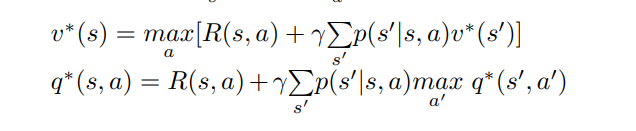 v*(s) = max_a[R(s, a) + γ∑_{s'} p(s'|s, a)v*(s')]
q*(s, a) = R(s, a) + γ∑_{s'} p(s'|s, a) max_{a'} q*(s', a')